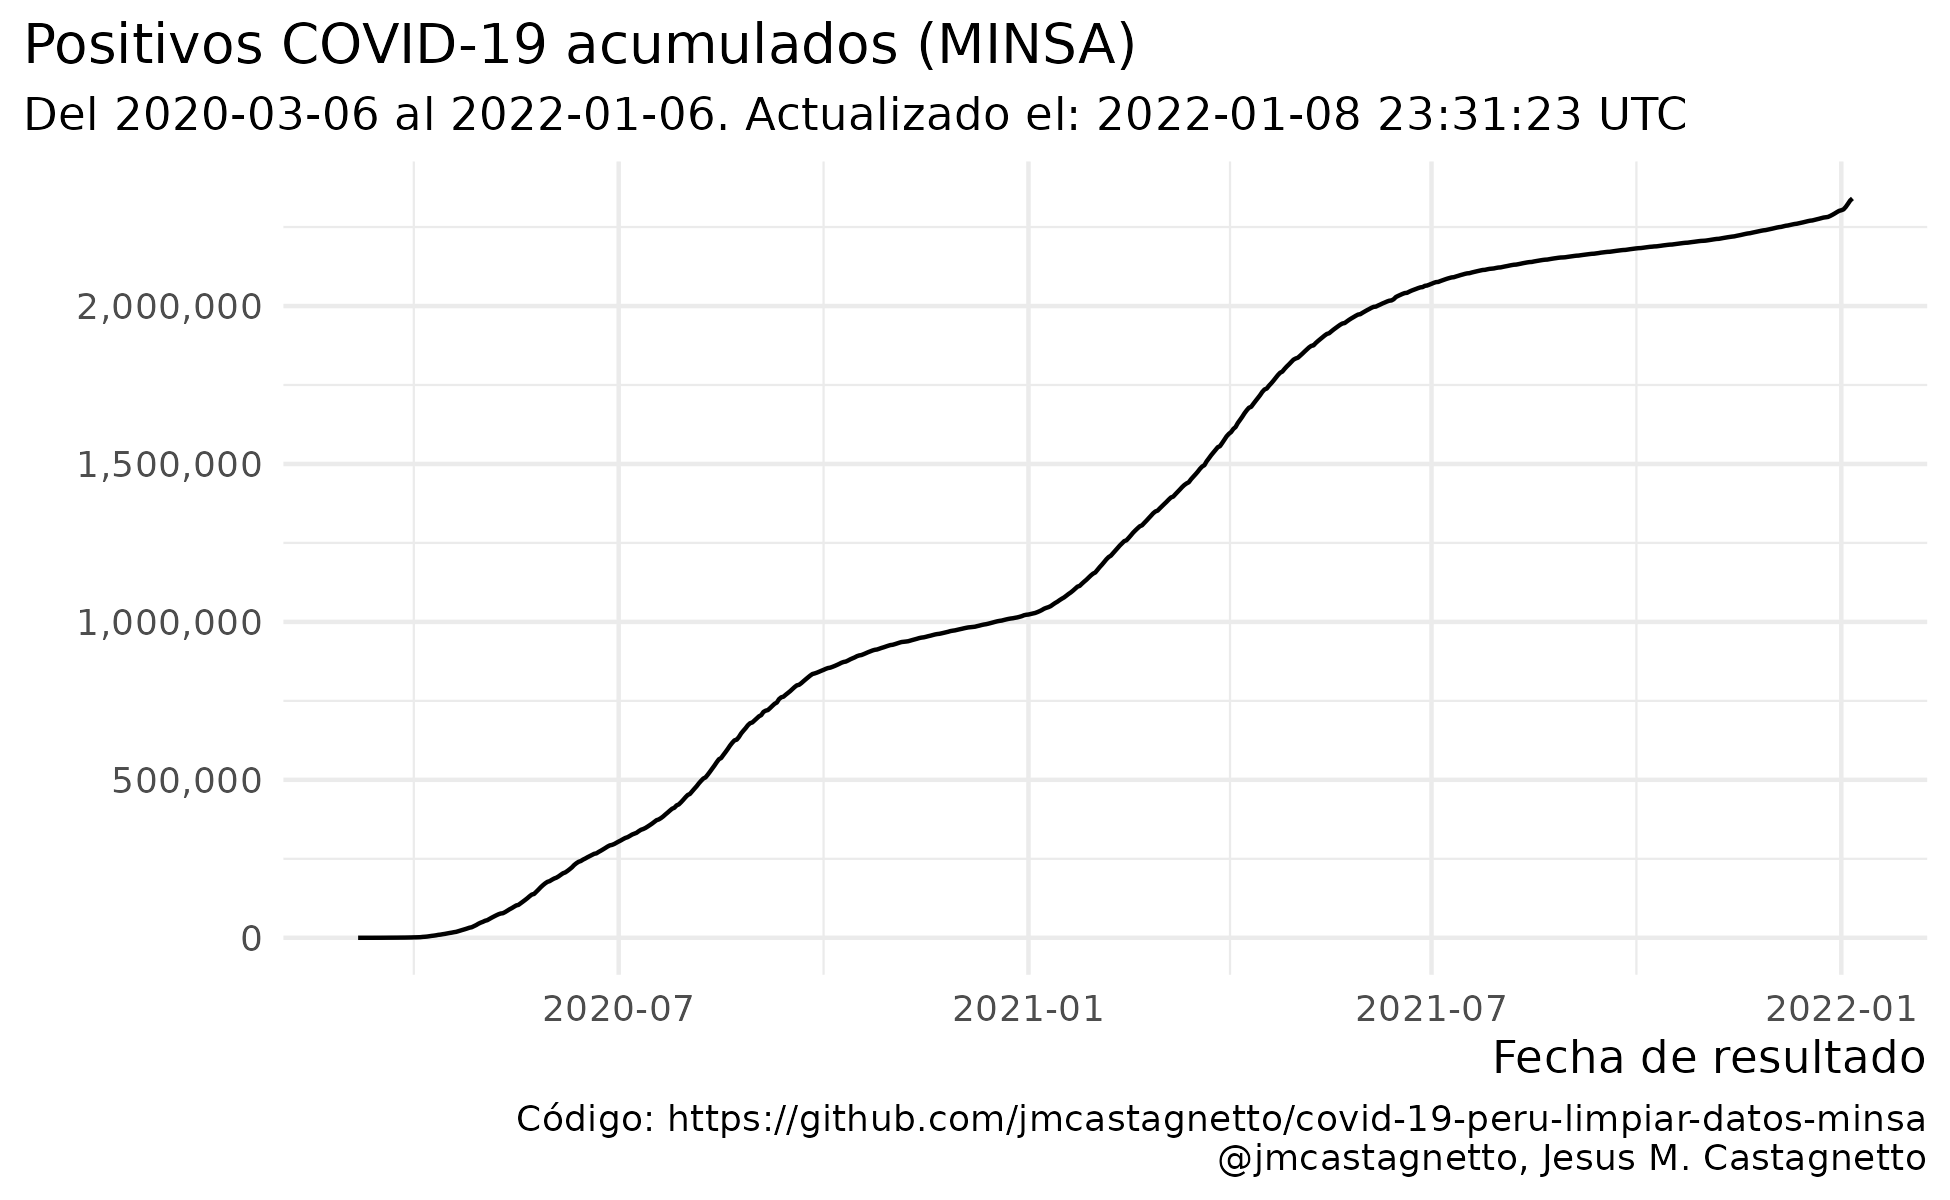 Positivos COVID-19 acumulados (MINSA)
Del 2020-03-06 al 2022-01-06. Actualizado el: 2022-01-08 23:31:23 UTC
2,000,000
1,500,000
1,000,000
500,000
0
2020-07 2021-01 2021-07 2022-01
Fecha de resultado
Código: https://github.com/jmcastagnetto/covid-19-peru-limpiar-datos-minsa
@jmcastagnetto, Jesus M. Castagnetto